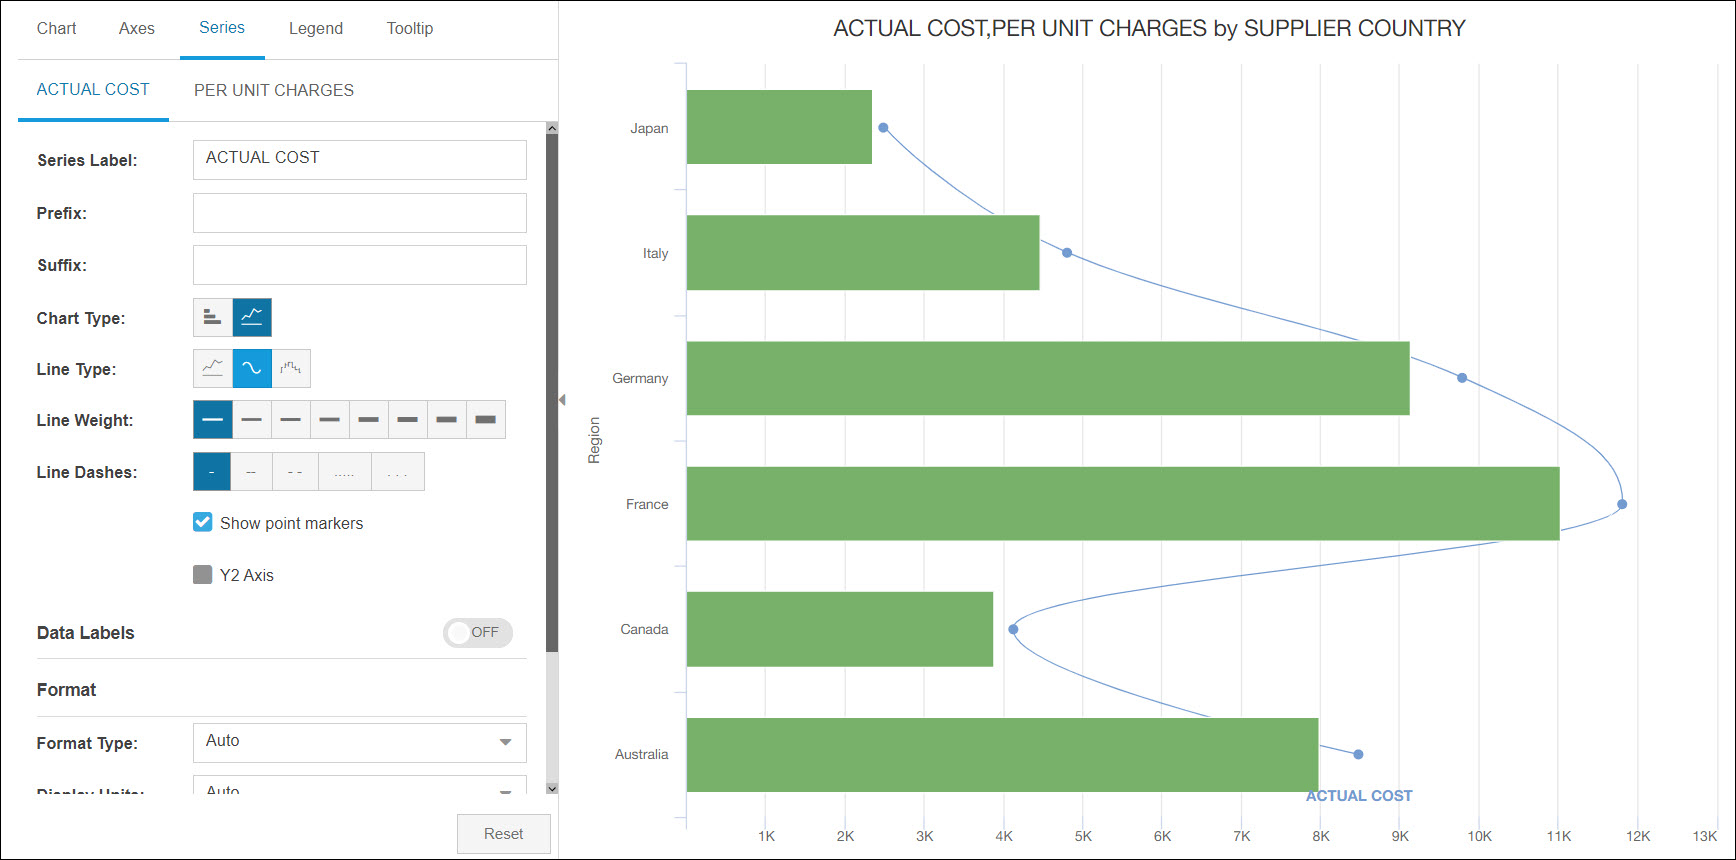 Chart Axes Series Legend Tooltip
ACTUAL COST PER UNIT CHARGES
Series Label: ACTUAL COST
Prefix:
Suffix:
Chart Type:
Line Type:
Line Weight:
Line Dashes:
Show point markers
Y2 Axis
Data Labels OFF
Format
Format Type: Auto
Display Units: Auto
Reset
ACTUAL COST,PER UNIT CHARGES by SUPPLIER COUNTRY
Region
Japan
Italy
Germany
France
Canada
Australia
ACTUAL COST
1K 2K 3K 4K 5K 6K 7K 8K 9K 10K 11K 12K 13K